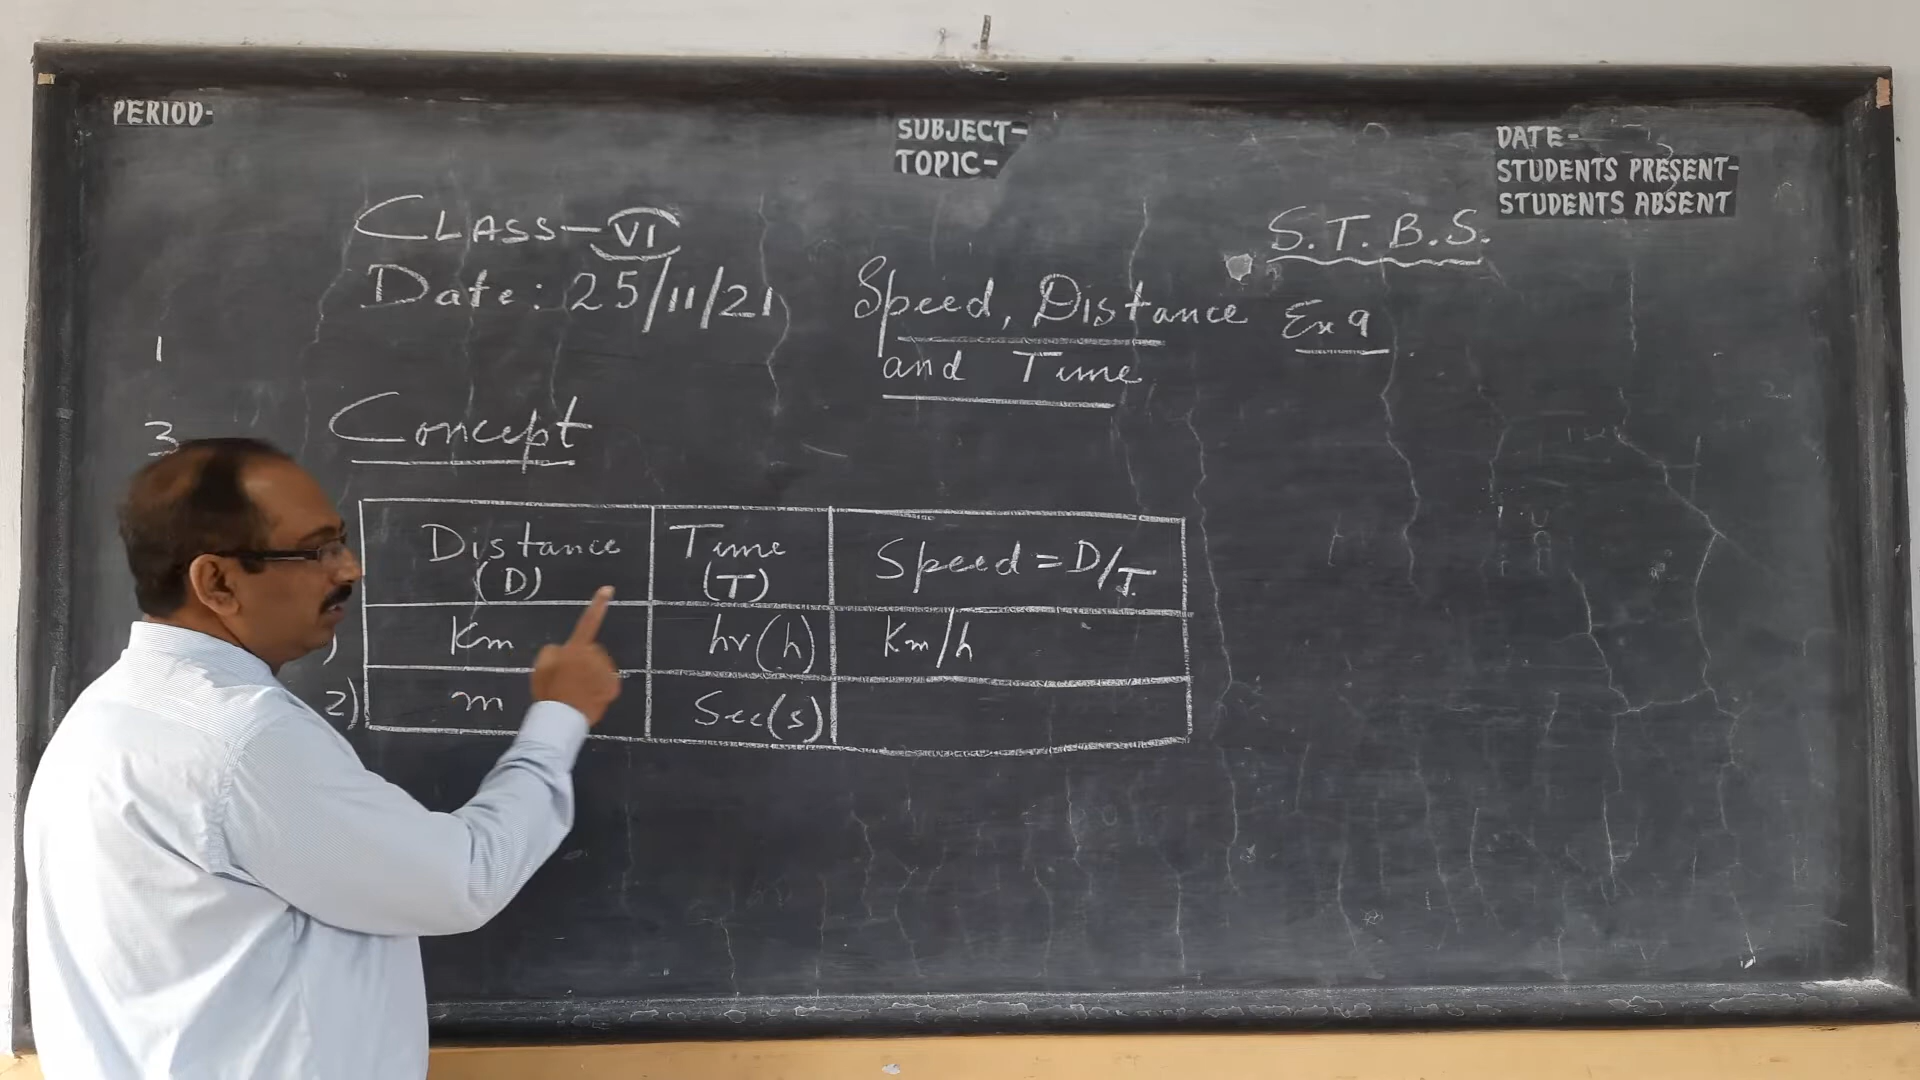 PERIOD-
SUBJECT-
TOPIC-
DATE-
STUDENTS PRESENT-
STUDENTS ABSENT
CLASS-VI
Date: 25/11/21
S.T.B.S.
Speed, Distance Ex 9
and Time
1
3
Concept
Distance (D) Time (T) Speed = D/T
Km hr(h) Km/h
2) m Sec(s)